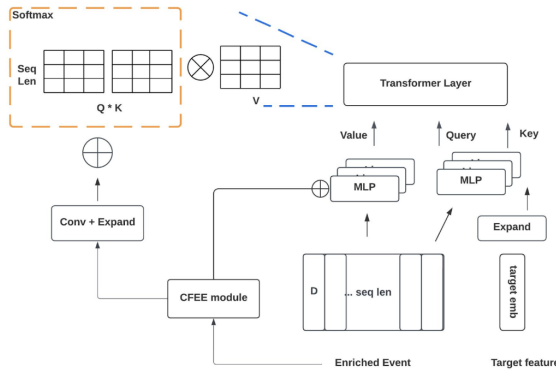 Softmax
Seq
Len
Q * K
V
Transformer Layer
Value
Query
Key
MLP
MLP
Conv + Expand
Expand
D
... seq len
target emb
CFEE module
Enriched Event
Target feature